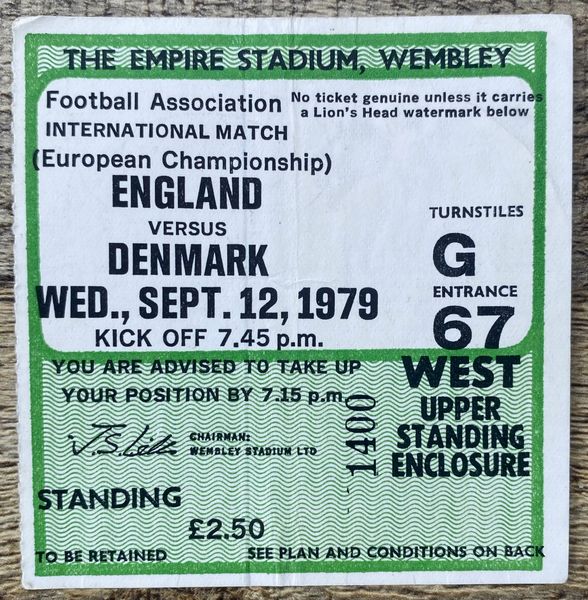 THE EMPIRE STADIUM, WEMBLEY
Football Association
INTERNATIONAL MATCH
(European Championship)
No ticket genuine unless it carries
a Lion's Head watermark below
ENGLAND
VERSUS
DENMARK
WED., SEPT. 12, 1979
KICK OFF 7.45 p.m.
TURNSTILES
G
ENTRANCE
67
WEST
UPPER
STANDING
ENCLOSURE
YOU ARE ADVISED TO TAKE UP
YOUR POSITION BY 7.15 p.m.
CHAIRMAN:
WEMBLEY STADIUM LTD
1400
STANDING
£2.50
TO BE RETAINED
SEE PLAN AND CONDITIONS ON BACK